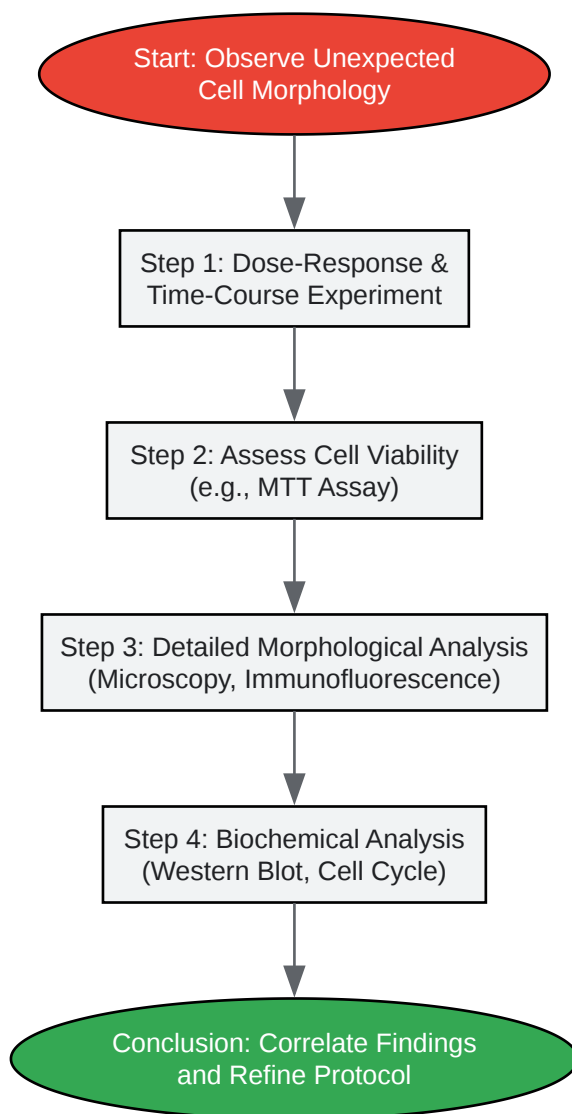 Start: Observe Unexpected
Cell Morphology
Step 1: Dose-Response &
Time-Course Experiment
Step 2: Assess Cell Viability
(e.g., MTT Assay)
Step 3: Detailed Morphological Analysis
(Microscopy, Immunofluorescence)
Step 4: Biochemical Analysis
(Western Blot, Cell Cycle)
Conclusion: Correlate Findings
and Refine Protocol